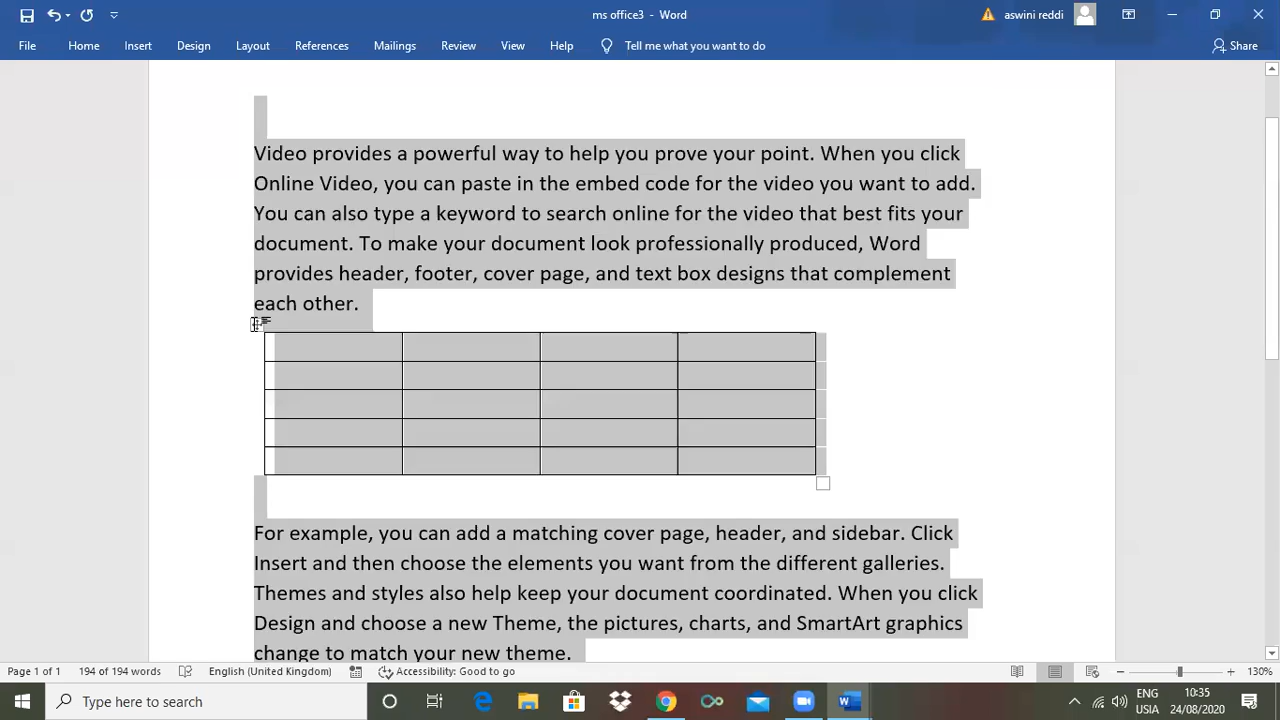 ms office3 - Word
aswini reddi
File Home Insert Design Layout References Mailings Review View Help Tell me what you want to do Share
Video provides a powerful way to help you prove your point. When you click
Online Video, you can paste in the embed code for the video you want to add.
You can also type a keyword to search online for the video that best fits your
document. To make your document look professionally produced, Word
provides header, footer, cover page, and text box designs that complement
each other.
For example, you can add a matching cover page, header, and sidebar. Click
Insert and then choose the elements you want from the different galleries.
Themes and styles also help keep your document coordinated. When you click
Design and choose a new Theme, the pictures, charts, and SmartArt graphics
change to match your new theme.
Page 1 of 1 194 of 194 words English (United Kingdom) Accessibility: Good to go 130%
Type here to search
ENG 10:35
USIA 24/08/2020